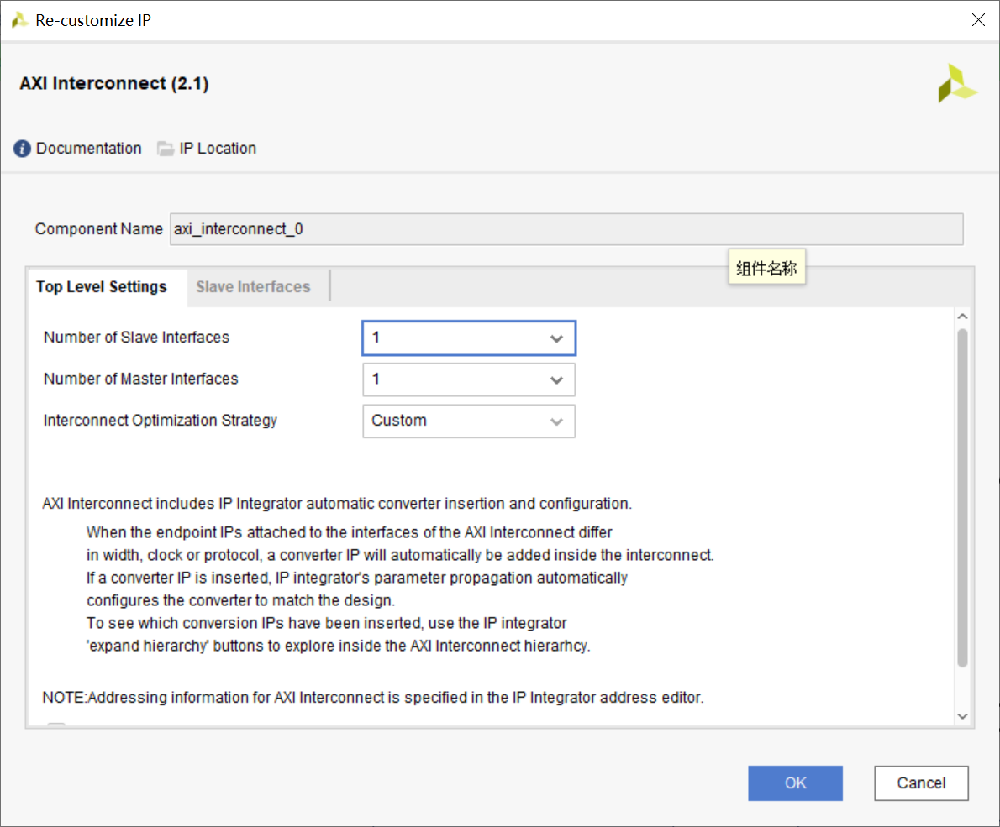 Re-customize IP
AXI Interconnect (2.1)
Documentation IP Location
Component Name axi_interconnect_0
组件名称
Top Level Settings Slave Interfaces
Number of Slave Interfaces 1
Number of Master Interfaces 1
Interconnect Optimization Strategy Custom
AXI Interconnect includes IP Integrator automatic converter insertion and configuration.
When the endpoint IPs attached to the interfaces of the AXI Interconnect differ
in width, clock or protocol, a converter IP will automatically be added inside the interconnect.
If a converter IP is inserted, IP integrator's parameter propagation automatically
configures the converter to match the design.
To see which conversion IPs have been inserted, use the IP integrator
'expand hierarchy' buttons to explore inside the AXI Interconnect hierarhcy.
NOTE:Addressing information for AXI Interconnect is specified in the IP Integrator address editor.
OK Cancel